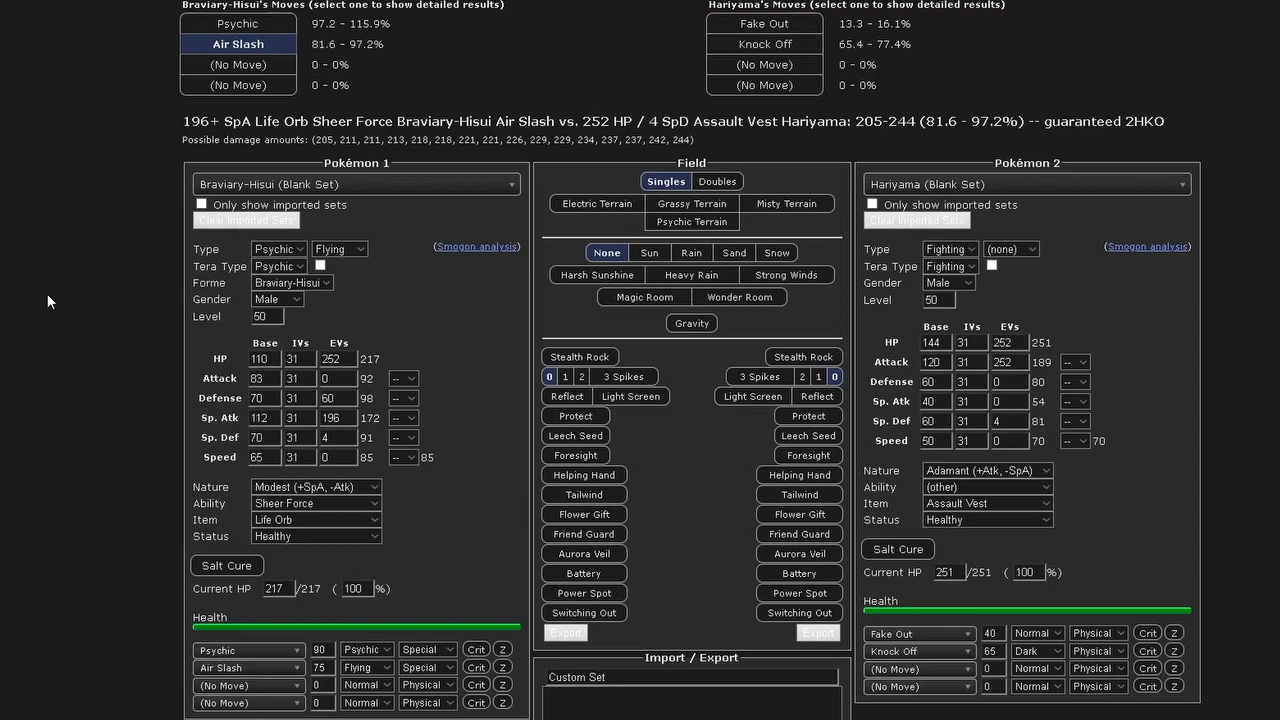 Braviary-Hisui's Moves (select one to show detailed results)
Hariyama's Moves (select one to show detailed results)
Psychic 97.2 - 115.9%
Fake Out 13.3 - 16.1%
Air Slash 81.6 - 97.2%
Knock Off 65.4 - 77.4%
(No Move) 0 - 0%
(No Move) 0 - 0%
(No Move) 0 - 0%
(No Move) 0 - 0%
196+ SpA Life Orb Sheer Force Braviary-Hisui Air Slash vs. 252 HP / 4 SpD Assault Vest Hariyama: 205-244 (81.6 - 97.2%) -- guaranteed 2HKO
Possible damage amounts: (205, 211, 211, 213, 218, 218, 221, 221, 226, 229, 229, 234, 237, 237, 242, 244)
Pokémon 1
Braviary-Hisui (Blank Set)
Only show imported sets
Clear Imported Sets
Type Psychic Flying (Smogon analysis)
Tera Type Psychic
Forme Braviary-Hisui
Gender Male
Level 50
Base IVs EVs
HP 110 31 252 217
Attack 83 31 0 92 --
Defense 70 31 60 98 --
Sp. Atk 112 31 196 172 --
Sp. Def 70 31 4 91 --
Speed 65 31 0 85 -- 85
Nature Modest (+SpA, -Atk)
Ability Sheer Force
Item Life Orb
Status Healthy
Salt Cure
Current HP 217 /217 ( 100 %)
Health
Psychic 90 Psychic Special Crit Z
Air Slash 75 Flying Special Crit Z
(No Move) 0 Normal Physical Crit Z
(No Move) 0 Normal Physical Crit Z
Field
Singles Doubles
Electric Terrain Grassy Terrain Misty Terrain
Psychic Terrain
None Sun Rain Sand Snow
Harsh Sunshine Heavy Rain Strong Winds
Magic Room Wonder Room
Gravity
Stealth Rock Stealth Rock
0 1 2 3 Spikes 3 Spikes 2 1 0
Reflect Light Screen Light Screen Reflect
Protect Protect
Leech Seed Leech Seed
Foresight Foresight
Helping Hand Helping Hand
Tailwind Tailwind
Flower Gift Flower Gift
Friend Guard Friend Guard
Aurora Veil Aurora Veil
Battery Battery
Power Spot Power Spot
Switching Out Switching Out
Export Export
Import / Export
Custom Set
Pokémon 2
Hariyama (Blank Set)
Only show imported sets
Clear Imported Sets
Type Fighting (none) (Smogon analysis)
Tera Type Fighting
Gender Male
Level 50
Base IVs EVs
HP 144 31 252 251
Attack 120 31 252 189 --
Defense 60 31 0 80 --
Sp. Atk 40 31 0 54 --
Sp. Def 60 31 4 81 --
Speed 50 31 0 70 -- 70
Nature Adamant (+Atk, -SpA)
Ability (other)
Item Assault Vest
Status Healthy
Salt Cure
Current HP 251 /251 ( 100 %)
Health
Fake Out 40 Normal Physical Crit Z
Knock Off 65 Dark Physical Crit Z
(No Move) 0 Normal Physical Crit Z
(No Move) 0 Normal Physical Crit Z